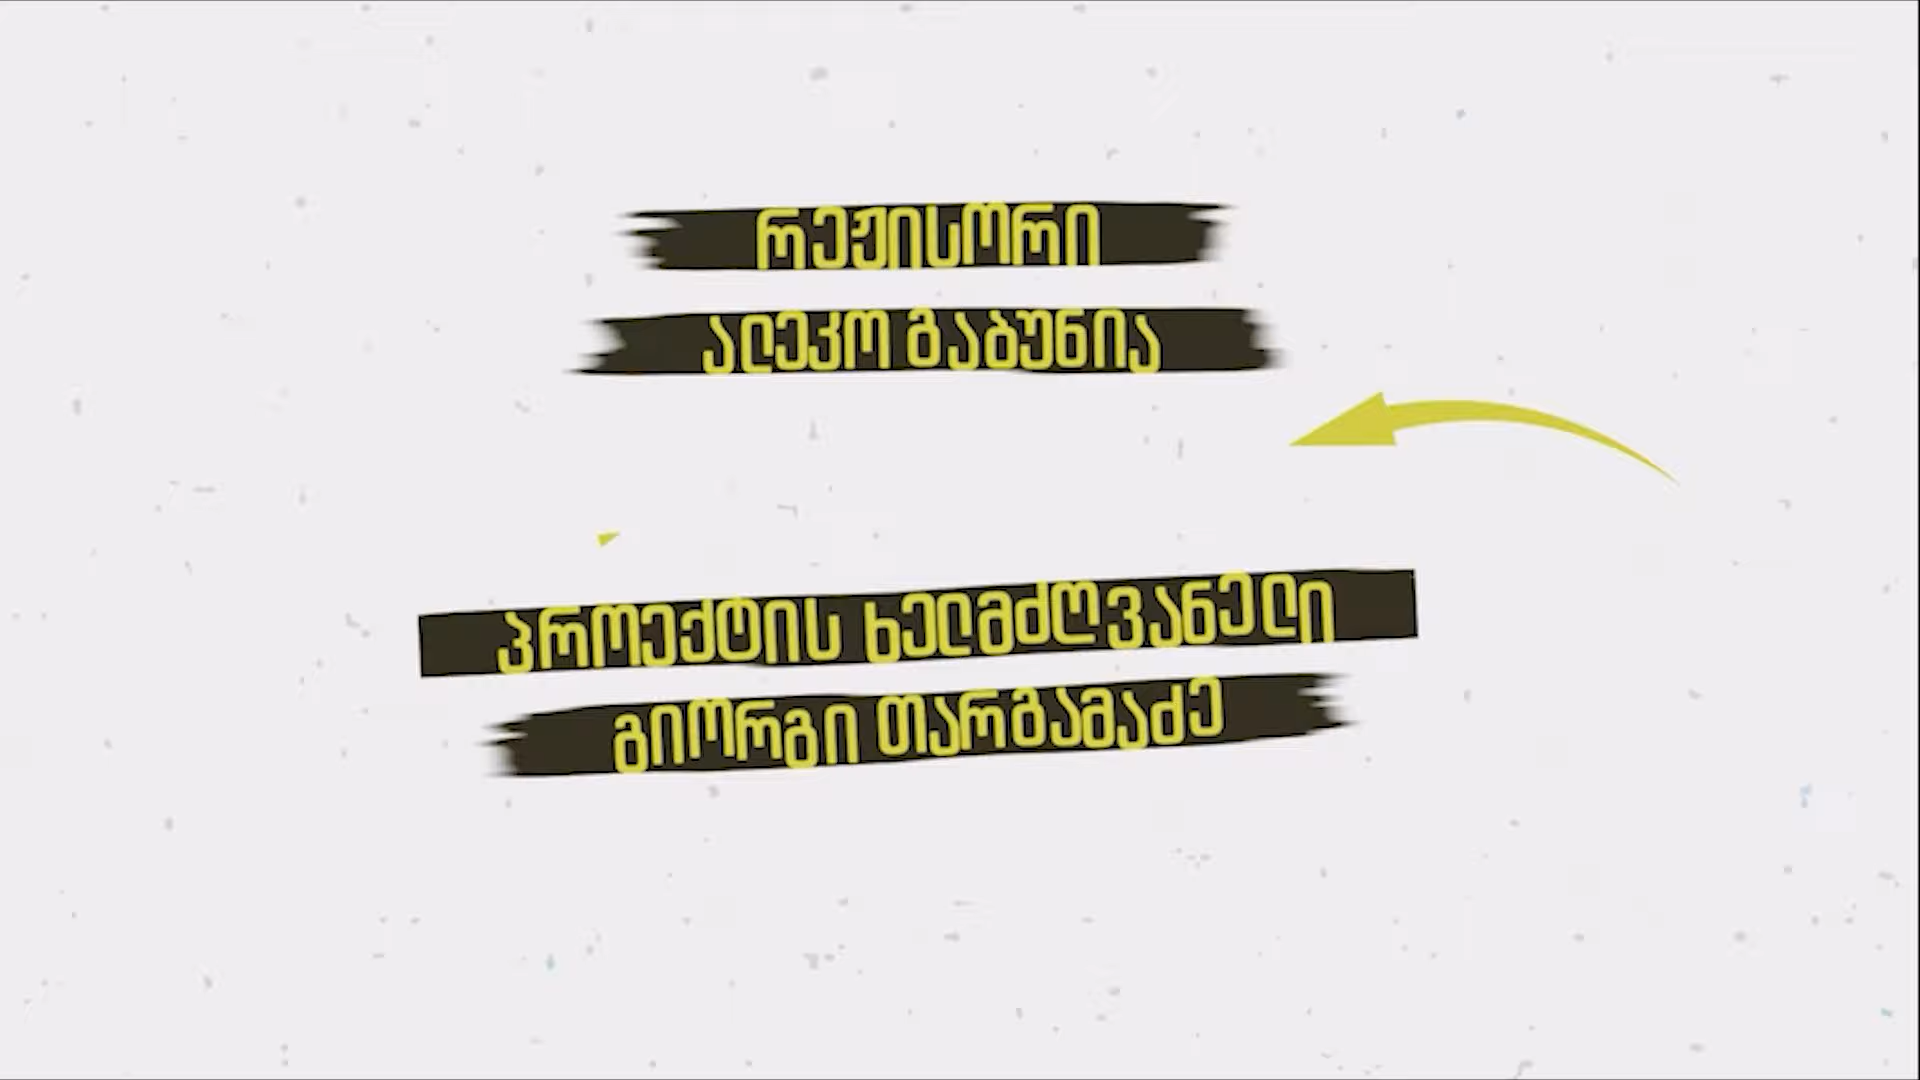 რეჟისორი
ალეკო გაბუნია
პროექტის ხელმძღვანელი
გიორგი თარგამაძე